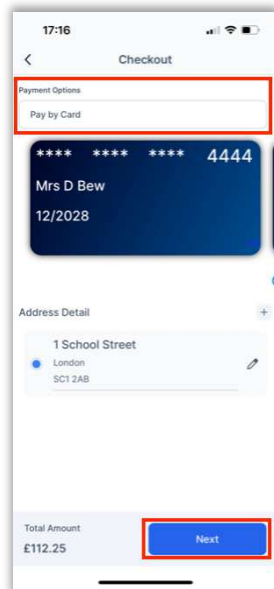 17:16
Checkout
Payment Options
Pay by Card
**** **** **** 4444
Mrs D Bew
12/2028
Address Detail
1 School Street
London
SC1 2AB
Total Amount
£112.25
Next